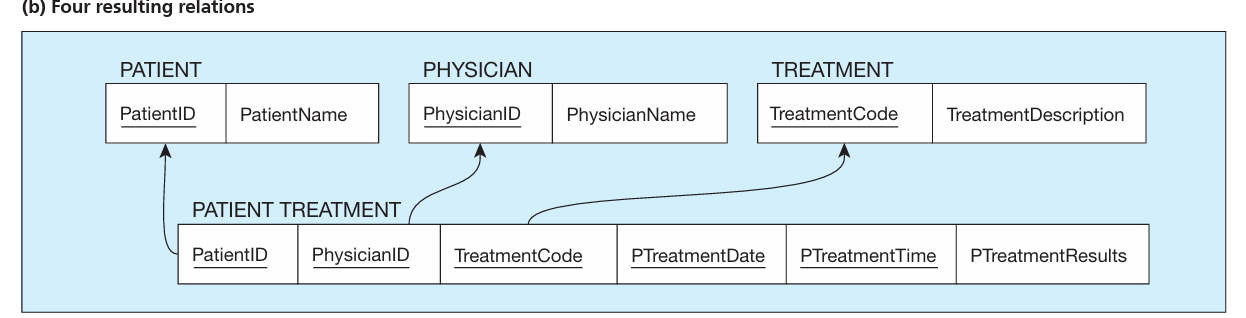 (b) Four resulting relations
PATIENT PHYSICIAN TREATMENT
PatientID PatientName PhysicianID PhysicianName TreatmentCode TreatmentDescription
PATIENT TREATMENT
PatientID PhysicianID TreatmentCode PTreatmentDate PTreatmentTime PTreatmentResults